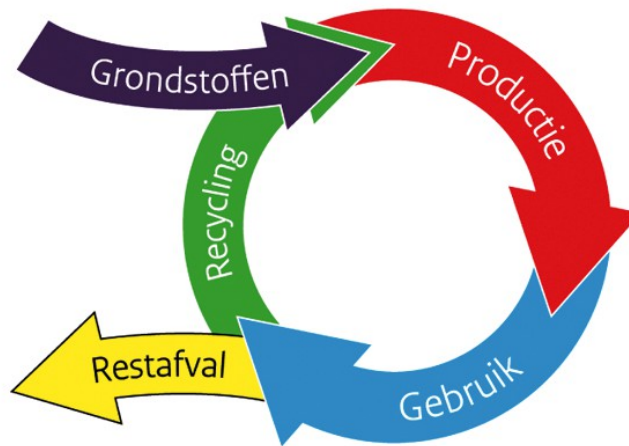 Grondstoffen
Productie
Recycling
Restafval
Gebruik